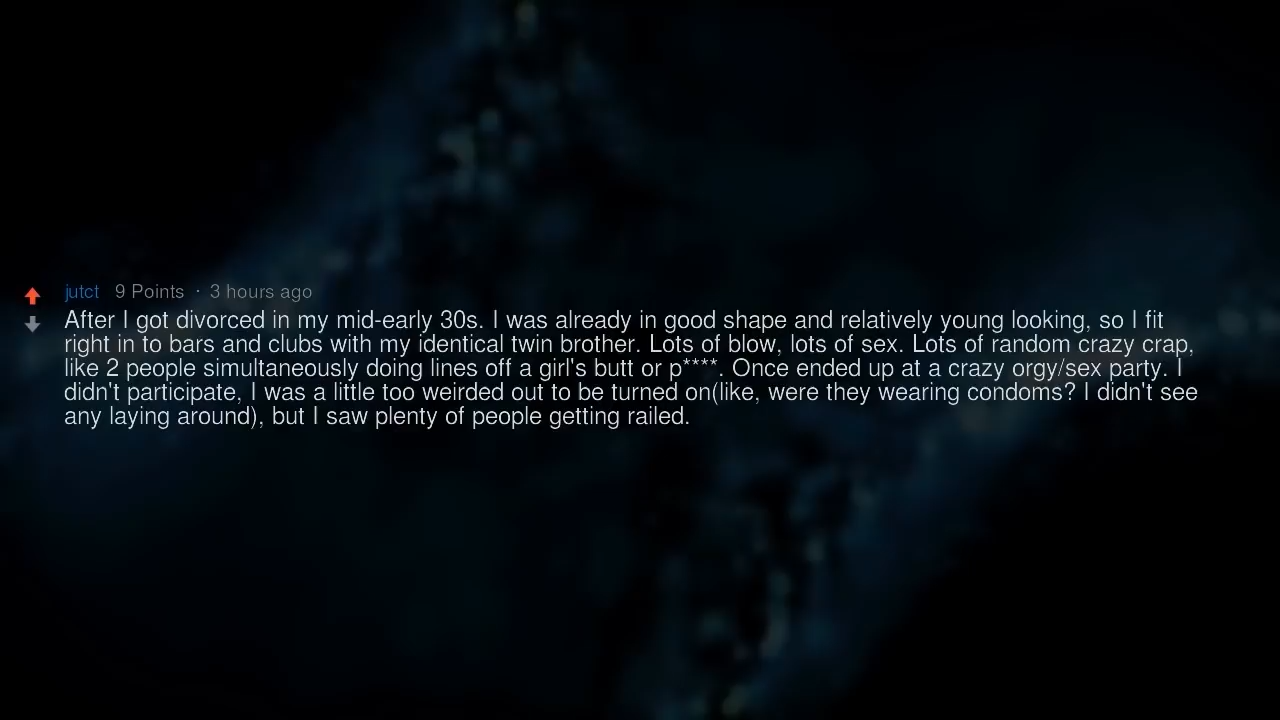 jutct 9 Points · 3 hours ago
After I got divorced in my mid-early 30s. I was already in good shape and relatively young looking, so I fit
right in to bars and clubs with my identical twin brother. Lots of blow, lots of sex. Lots of random crazy crap,
like 2 people simultaneously doing lines off a girl's butt or p****. Once ended up at a crazy orgy/sex party. I
didn't participate, I was a little too weirded out to be turned on(like, were they wearing condoms? I didn't see
any laying around), but I saw plenty of people getting railed.